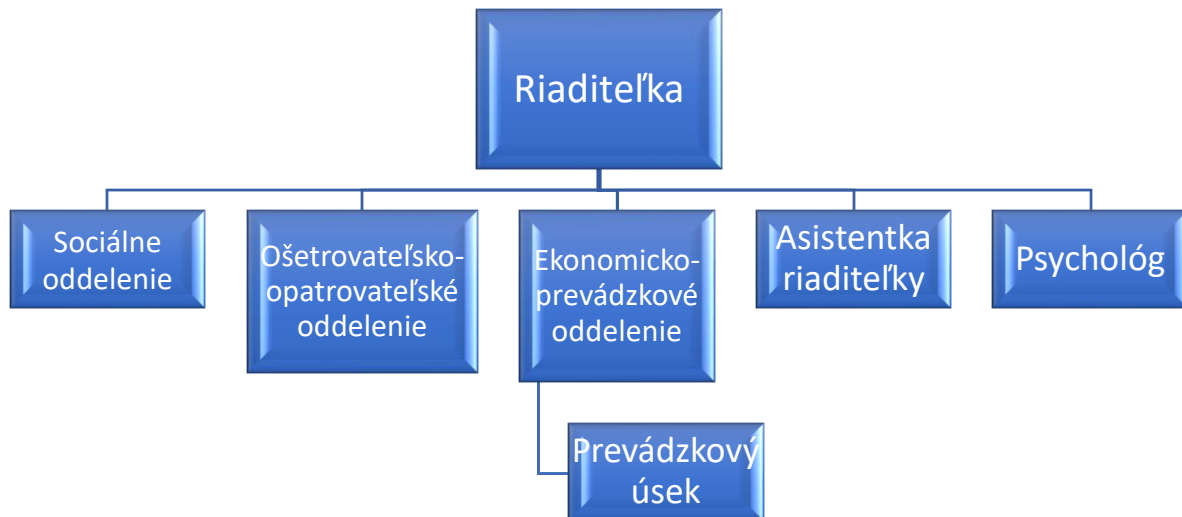 Riaditeľka
Sociálne
oddelenie
Ošetrovateľsko-
opatrovateľské
oddelenie
Ekonomicko-
prevádzkové
oddelenie
Asistentka
riaditeľky
Psychológ
Prevádzkový
úsek